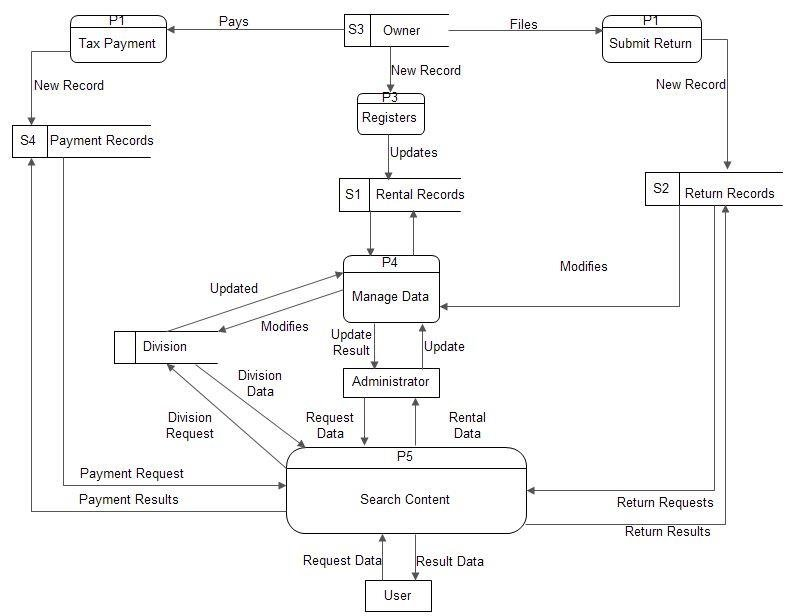 P1
Tax Payment
Pays
S3
Owner
Files
P1
Submit Return
New Record
New Record
New Record
P3
Registers
S4
Payment Records
Updates
S1
Rental Records
S2
Return Records
P4
Manage Data
Modifies
Updated
Modifies
Division
Update
Result
Update
Administrator
Division
Data
Division
Request
Request
Data
Rental
Data
P5
Search Content
Payment Request
Payment Results
Return Requests
Return Results
Request Data
Result Data
User